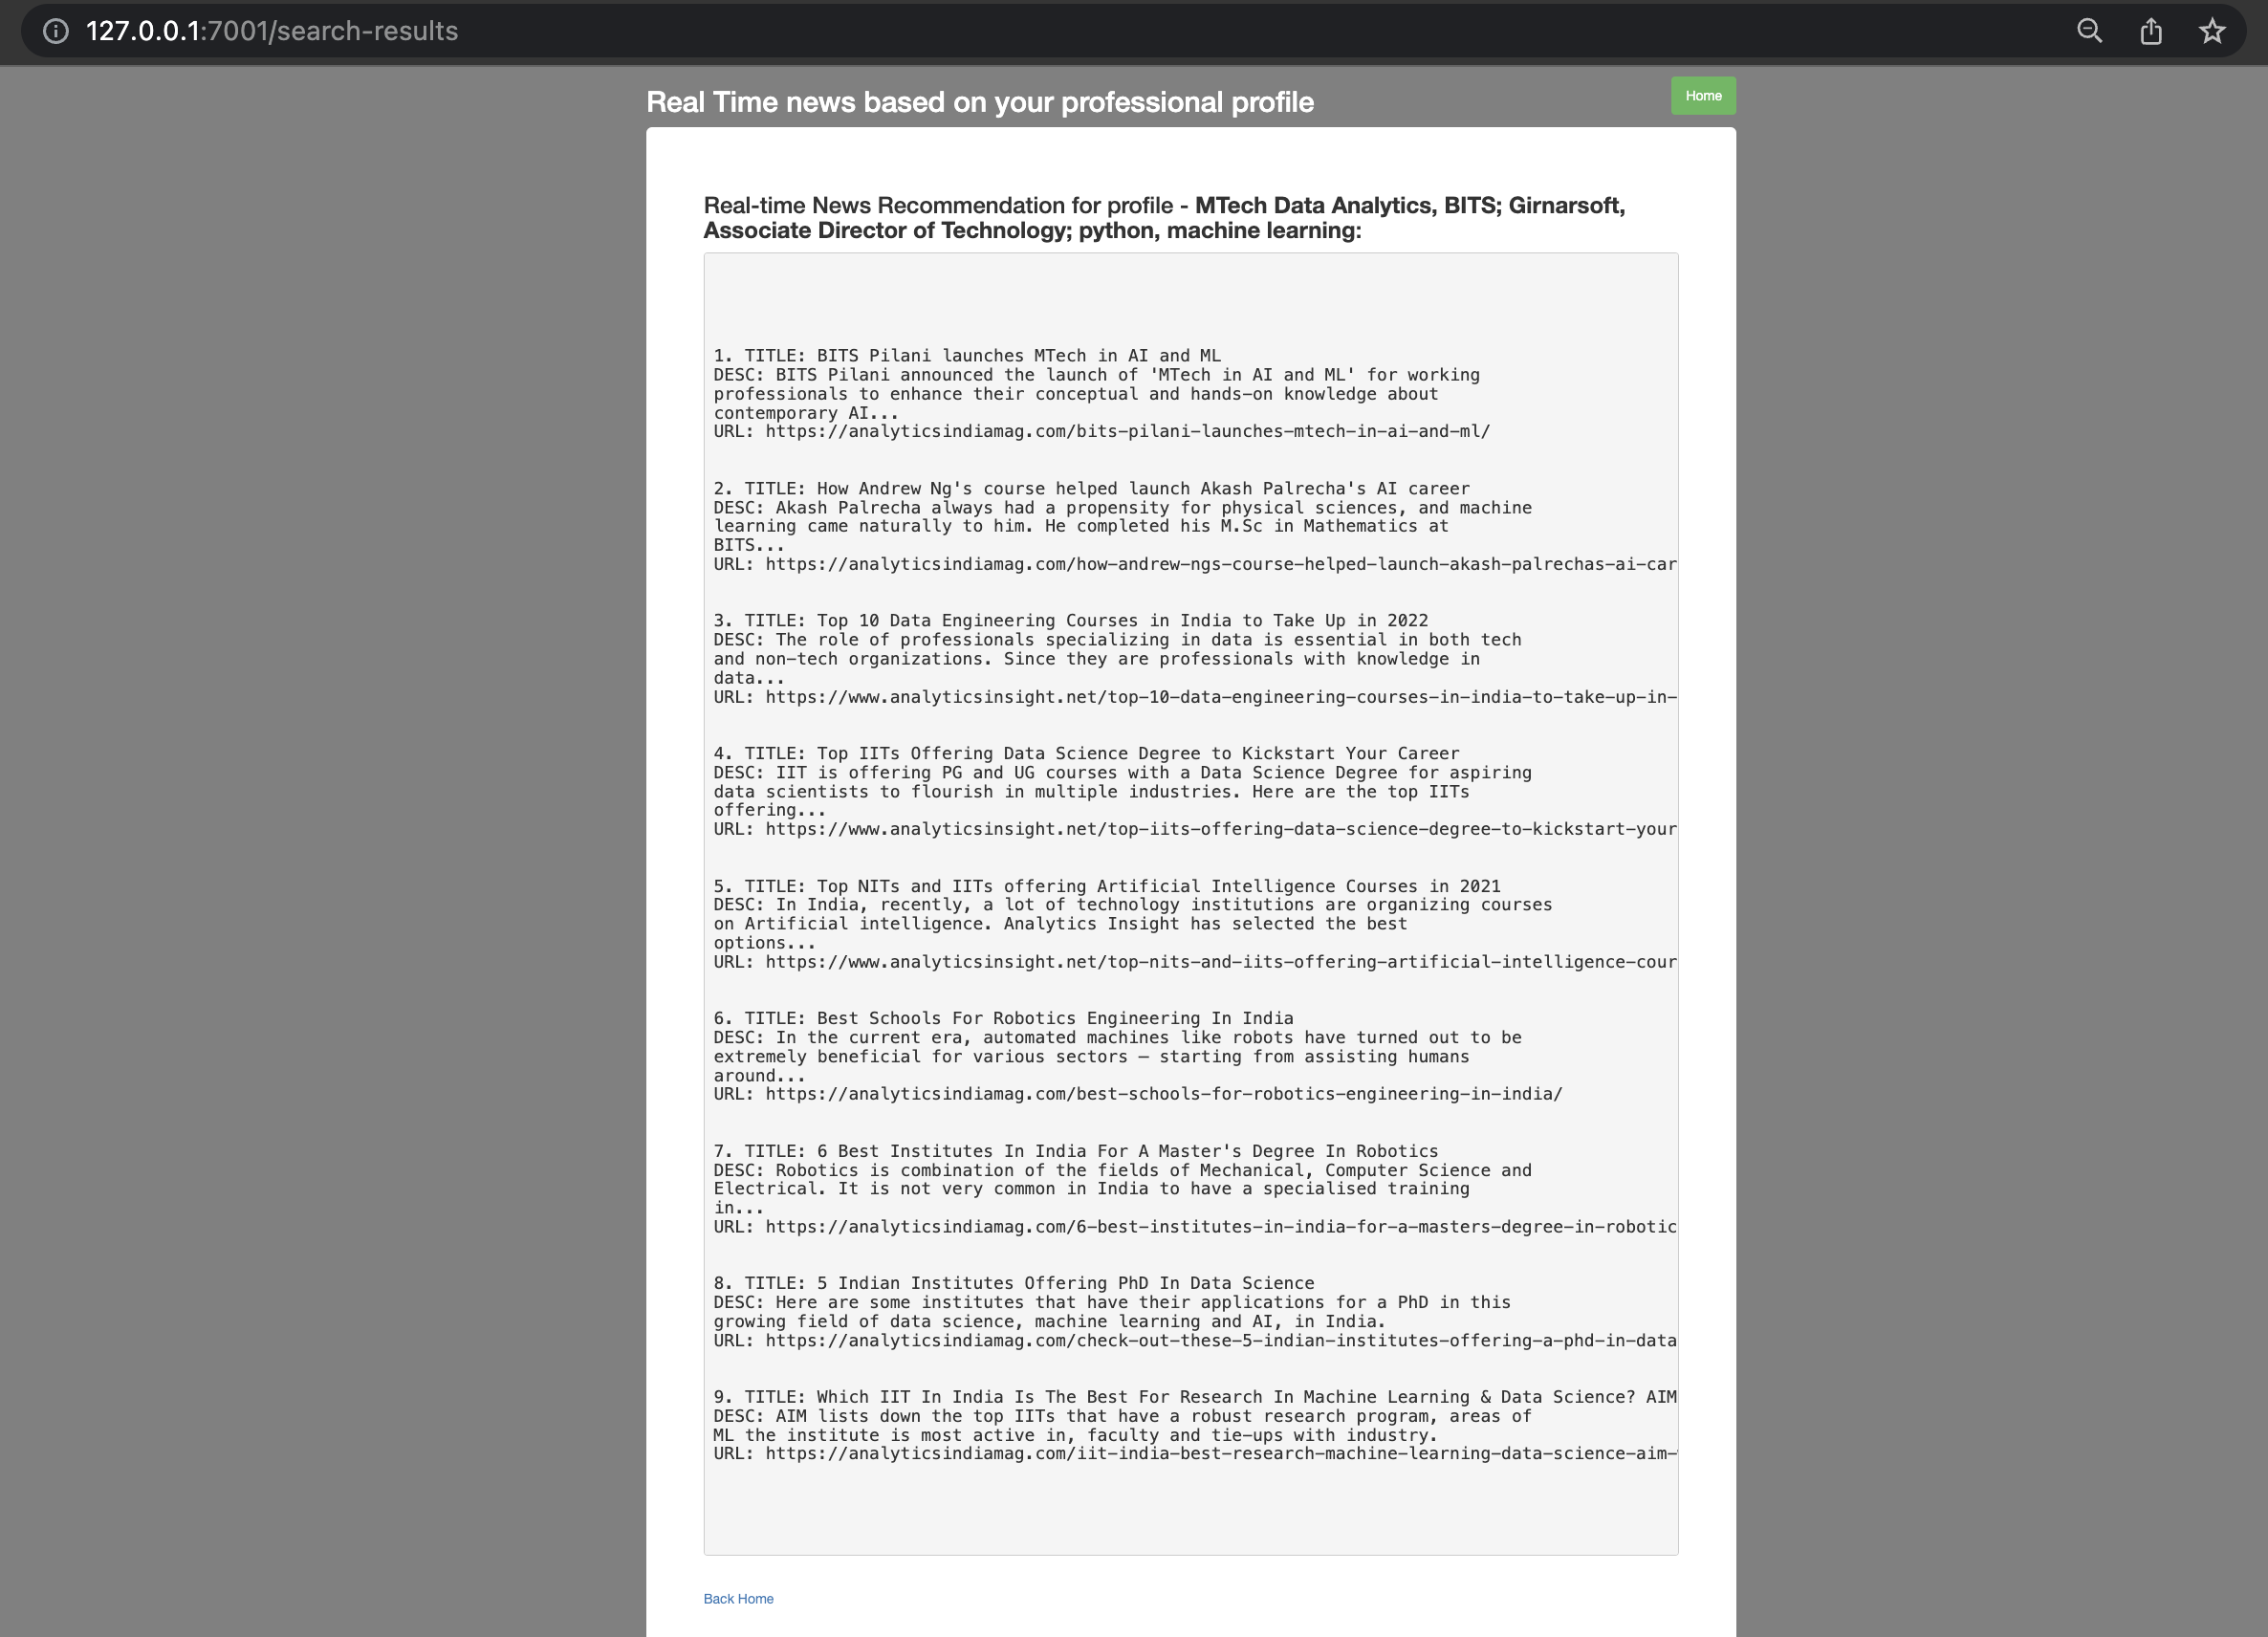 127.0.0.1:7001/search-results
Real Time news based on your professional profile
Home
Real-time News Recommendation for profile - MTech Data Analytics, BITS; Girnarsoft,
Associate Director of Technology; python, machine learning:
1. TITLE: BITS Pilani launches MTech in AI and ML
DESC: BITS Pilani announced the launch of 'MTech in AI and ML' for working
professionals to enhance their conceptual and hands-on knowledge about
contemporary AI...
URL: https://analyticsindiamag.com/bits-pilani-launches-mtech-in-ai-and-ml/
2. TITLE: How Andrew Ng's course helped launch Akash Palrecha's AI career
DESC: Akash Palrecha always had a propensity for physical sciences, and machine
learning came naturally to him. He completed his M.Sc in Mathematics at
BITS...
URL: https://analyticsindiamag.com/how-andrew-ngs-course-helped-launch-akash-palrechas-ai-car
3. TITLE: Top 10 Data Engineering Courses in India to Take Up in 2022
DESC: The role of professionals specializing in data is essential in both tech
and non-tech organizations. Since they are professionals with knowledge in
data...
URL: https://www.analyticsinsight.net/top-10-data-engineering-courses-in-india-to-take-up-in-
4. TITLE: Top IITs Offering Data Science Degree to Kickstart Your Career
DESC: IIT is offering PG and UG courses with a Data Science Degree for aspiring
data scientists to flourish in multiple industries. Here are the top IITs
offering...
URL: https://www.analyticsinsight.net/top-iits-offering-data-science-degree-to-kickstart-your
5. TITLE: Top NITs and IITs offering Artificial Intelligence Courses in 2021
DESC: In India, recently, a lot of technology institutions are organizing courses
on Artificial intelligence. Analytics Insight has selected the best
options...
URL: https://www.analyticsinsight.net/top-nits-and-iits-offering-artificial-intelligence-cour
6. TITLE: Best Schools For Robotics Engineering In India
DESC: In the current era, automated machines like robots have turned out to be
extremely beneficial for various sectors — starting from assisting humans
around...
URL: https://analyticsindiamag.com/best-schools-for-robotics-engineering-in-india/
7. TITLE: 6 Best Institutes In India For A Master's Degree In Robotics
DESC: Robotics is combination of the fields of Mechanical, Computer Science and
Electrical. It is not very common in India to have a specialised training
in...
URL: https://analyticsindiamag.com/6-best-institutes-in-india-for-a-masters-degree-in-robotic
8. TITLE: 5 Indian Institutes Offering PhD In Data Science
DESC: Here are some institutes that have their applications for a PhD in this
growing field of data science, machine learning and AI, in India.
URL: https://analyticsindiamag.com/check-out-these-5-indian-institutes-offering-a-phd-in-data
9. TITLE: Which IIT In India Is The Best For Research In Machine Learning & Data Science? AIM
DESC: AIM lists down the top IITs that have a robust research program, areas of
ML the institute is most active in, faculty and tie-ups with industry.
URL: https://analyticsindiamag.com/iit-india-best-research-machine-learning-data-science-aim-
Back Home